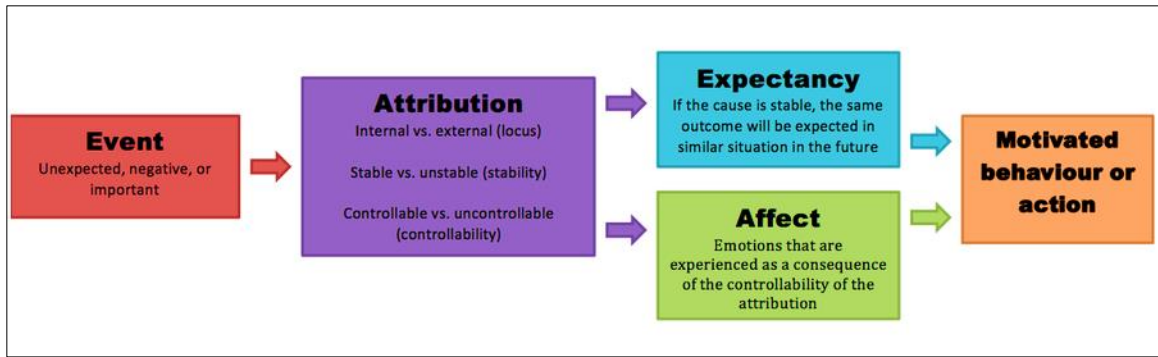 Event
Unexpected, negative, or
important
Attribution
Internal vs. external (locus)
Stable vs. unstable (stability)
Controllable vs. uncontrollable
(controllability)
Expectancy
If the cause is stable, the same
outcome will be expected in
similar situation in the future
Affect
Emotions that are
experienced as a consequence
of the controllability of the
attribution
Motivated
behaviour or
action